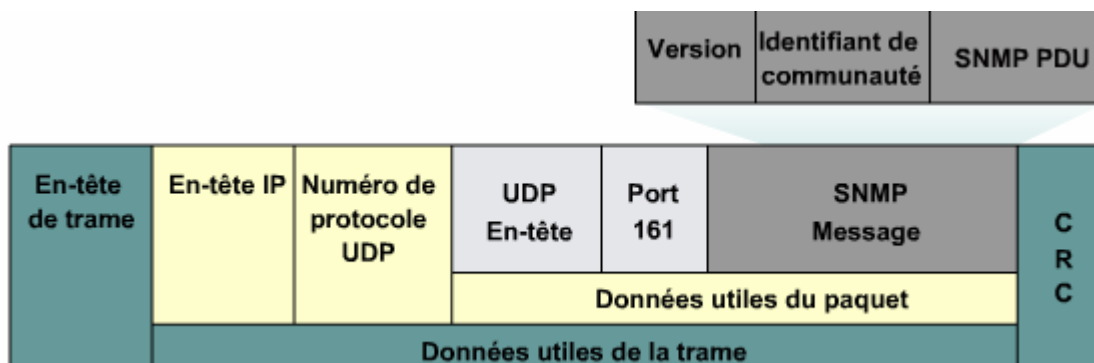 Version
Identifiant de
communauté
SNMP PDU
En-tête
de trame
En-tête IP
Numéro de
protocole
UDP
UDP
En-tête
Port
161
SNMP
Message
C
R
C
Données utiles du paquet
Données utiles de la trame